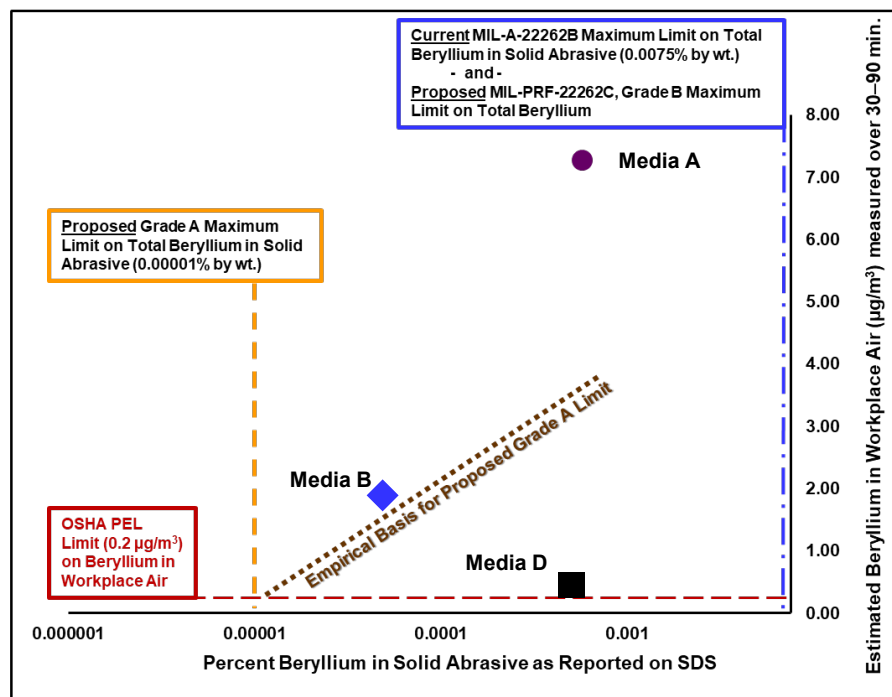 Current MIL-A-22262B Maximum Limit on Total
Beryllium in Solid Abrasive (0.0075% by wt.)
- and -
Proposed MIL-PRF-22262C, Grade B Maximum
Limit on Total Beryllium
8.00
Media A
7.00
Proposed Grade A Maximum
Limit on Total Beryllium in Solid
Abrasive (0.00001% by wt.)
6.00
5.00
4.00
Empirical Basis for Proposed Grade A Limit
3.00
Media B
2.00
OSHA PEL
Limit (0.2 µg/m³)
on Beryllium in
Workplace Air
Media D
1.00
0.00
0.000001
0.00001
0.0001
0.001
Percent Beryllium in Solid Abrasive as Reported on SDS
Estimated Beryllium in Workplace Air (µg/m³) measured over 30–90 min.